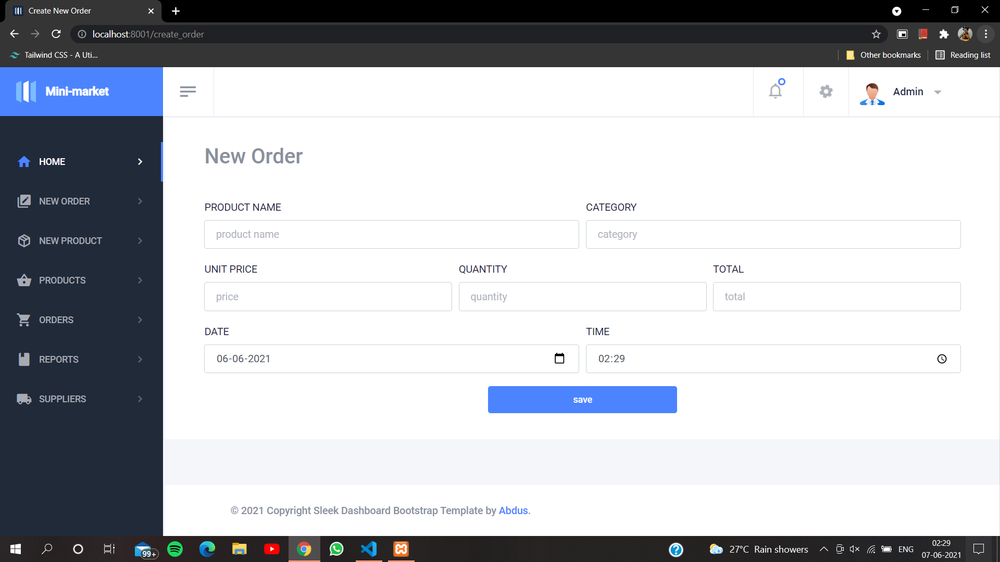 Create New Order
localhost:8001/create_order
Tailwind CSS - A Uti...
Other bookmarks
Reading list
Mini-market
Admin
HOME
NEW ORDER
NEW PRODUCT
PRODUCTS
ORDERS
REPORTS
SUPPLIERS
New Order
PRODUCT NAME
CATEGORY
product name
category
UNIT PRICE
QUANTITY
TOTAL
price
quantity
total
DATE
TIME
06-06-2021
02:29
save
© 2021 Copyright Sleek Dashboard Bootstrap Template by Abdus.
99+
27°C Rain showers
ENG
02:29
07-06-2021